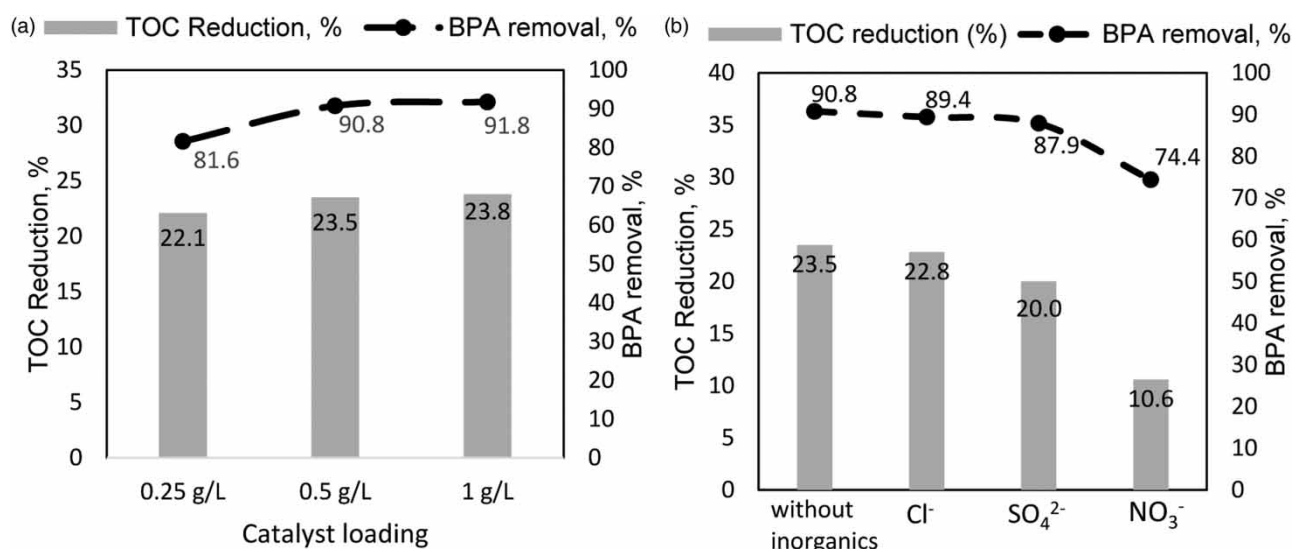 (a)
TOC Reduction, %
BPA removal, %
TOC Reduction, %
35
30
25
20
15
10
5
0
81.6
90.8
91.8
22.1
23.5
23.8
100
90
80
70
60
50
40
30
20
10
0
BPA removal, %
0.25 g/L
0.5 g/L
1 g/L
Catalyst loading
(b)
TOC reduction (%)
BPA removal, %
TOC Reduction, %
40
35
30
25
20
15
10
5
0
90.8
89.4
87.9
74.4
23.5
22.8
20.0
10.6
100
90
80
70
60
50
40
30
20
10
0
BPA removal, %
without
inorganics
Cl⁻
SO₄²⁻
NO₃⁻